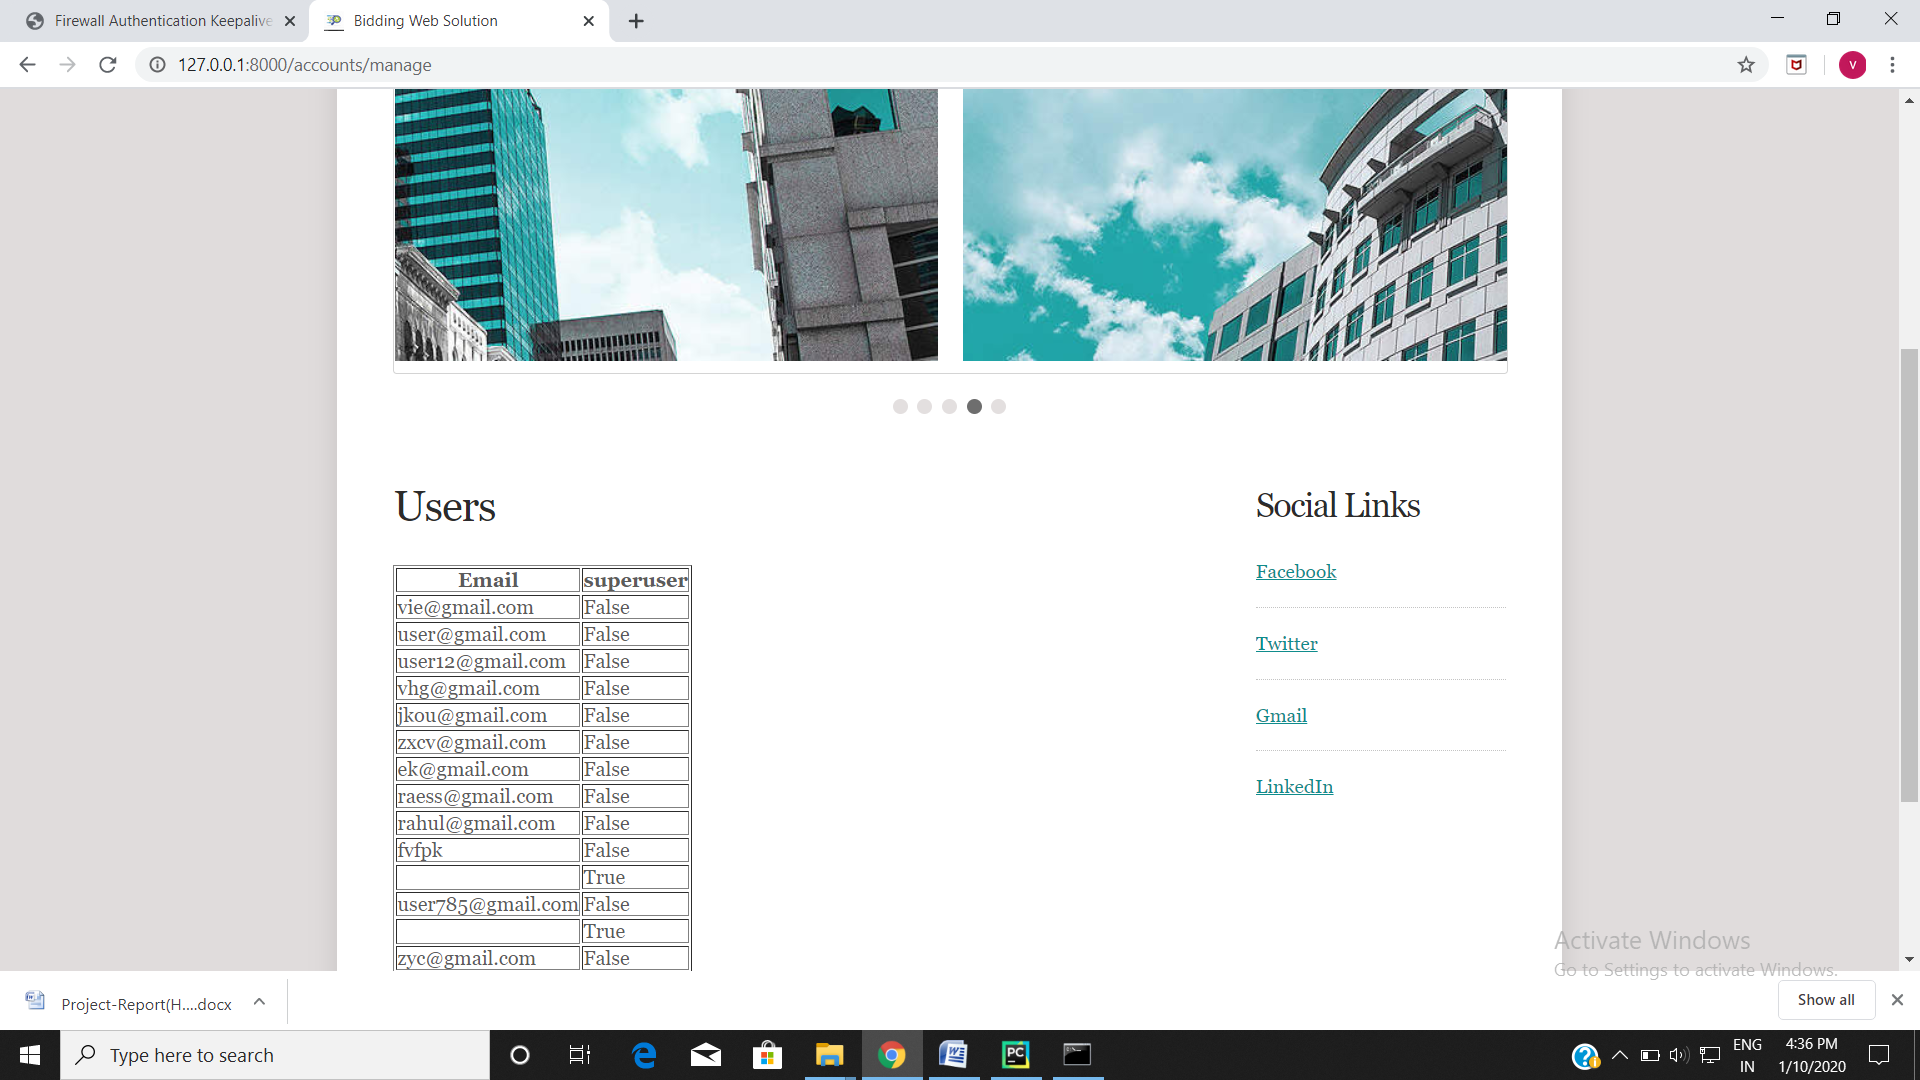 Firewall Authentication Keepalive
Bidding Web Solution
127.0.0.1:8000/accounts/manage
V
Users
Social Links
Email superuser
vie@gmail.com False
user@gmail.com False
user12@gmail.com False
vhg@gmail.com False
jkou@gmail.com False
zxcv@gmail.com False
ek@gmail.com False
raess@gmail.com False
rahul@gmail.com False
fvfpk False
True
user785@gmail.com False
True
zyc@gmail.com False
Facebook
Twitter
Gmail
LinkedIn
Activate Windows
Go to Settings to activate Windows.
Project-Report(H....docx
Show all
Type here to search
PC
ENG
IN
4:36 PM
1/10/2020